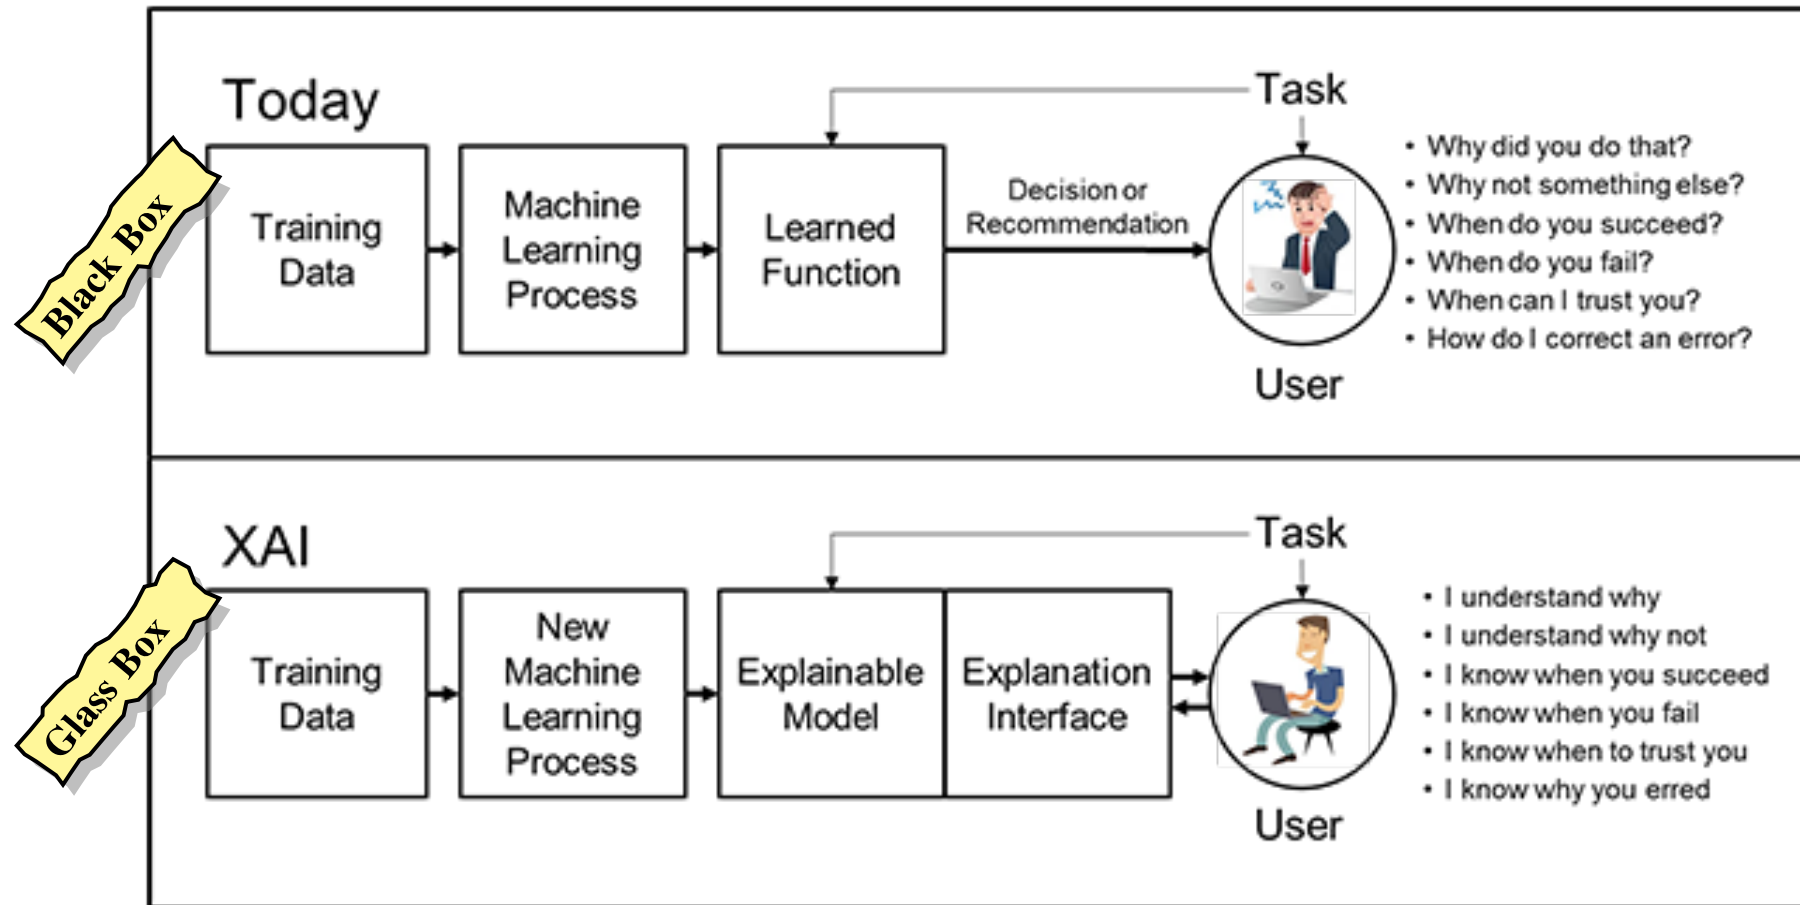 Today
Black Box
Task
Training
Data
Machine
Learning
Process
Learned
Function
Decision or
Recommendation
User
• Why did you do that?
• Why not something else?
• When do you succeed?
• When do you fail?
• When can I trust you?
• How do I correct an error?
XAI
Glass Box
Task
Training
Data
New
Machine
Learning
Process
Explainable
Model
Explanation
Interface
User
• I understand why
• I understand why not
• I know when you succeed
• I know when you fail
• I know when to trust you
• I know why you erred